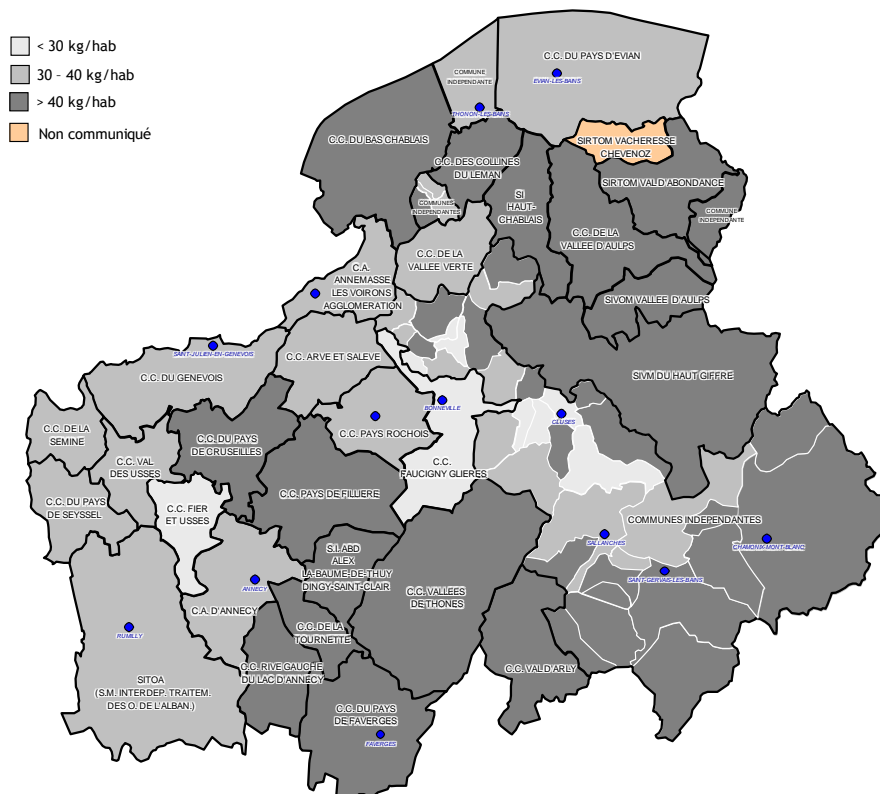 < 30 kg/hab
30 - 40 kg/hab
> 40 kg/hab
Non communiqué
C.C. DU PAYS D'EVIAN
EVIAN-LES-BAINS
COMMUNE
INDEPENDANTE
THONON-LES-BAINS
C.C. DU BAS CHABLAIS
SIRTOM VACHERESSE
CHEVENOZ
C.C. DES COLLINES
DU LEMAN
SIRTOM VAL D'ABONDANCE
SI
HAUT-
CHABLAIS
COMMUNES
INDEPENDANTES
COMMUNE
INDEPENDANTE
C.C. DE LA
VALLEE D'AULPS
C.C. DE LA
VALLEE VERTE
C.A.
ANNEMASSE
LES VOIRONS
AGGLOMERATION
SIVOM VALLEE D'AULPS
SAINT-JULIEN-EN-GENEVOIS
C.C. ARVE ET SALEVE
C.C. DU GENEVOIS
SIVM DU HAUT GIFFRE
BONNEVILLE
CLUSES
C.C. DE LA
SEMINE
C.C. DU PAYS
DE CRUSEILLES
C.C. PAYS ROCHOIS
C.C. VAL
DES USSES
C.C.
FAUCIGNY GLIERES
C.C. DU PAYS
DE SEYSSEL
C.C. FIER
ET USSES
C.C. PAYS DE FILLIERE
COMMUNES INDEPENDANTES
SALLANCHES
CHAMONIX-MONT-BLANC
S.I. ABD
ALEX
LA-BAUME-DE-THUY
DINGY-SAINT-CLAIR
SAINT-GERVAIS-LES-BAINS
ANNECY
C.C. VALLEES
DE THONES
C.A. D'ANNECY
RUMILLY
C.C. DE LA
TOURNETTE
C.C. RIVE GAUCHE
DU LAC D'ANNECY
C.C. VAL D'ARLY
SITOA
(S.M. INTERDEP. TRAITEM.
DES O. DE L'ALBAN.)
C.C. DU PAYS
DE FAVERGES
FAVERGES